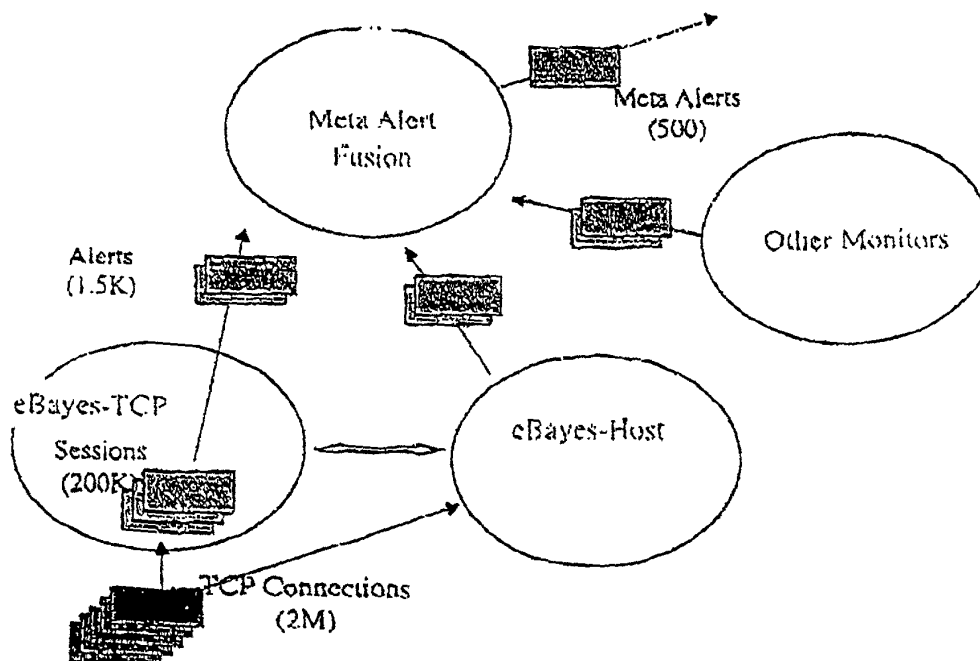 Meta Alert
Fusion
Meta Alerts
(500)
Other Monitors
Alerts
(1.5K)
eBayes-TCP
Sessions
(200K)
eBayes-Host
TCP Connections
(2M)